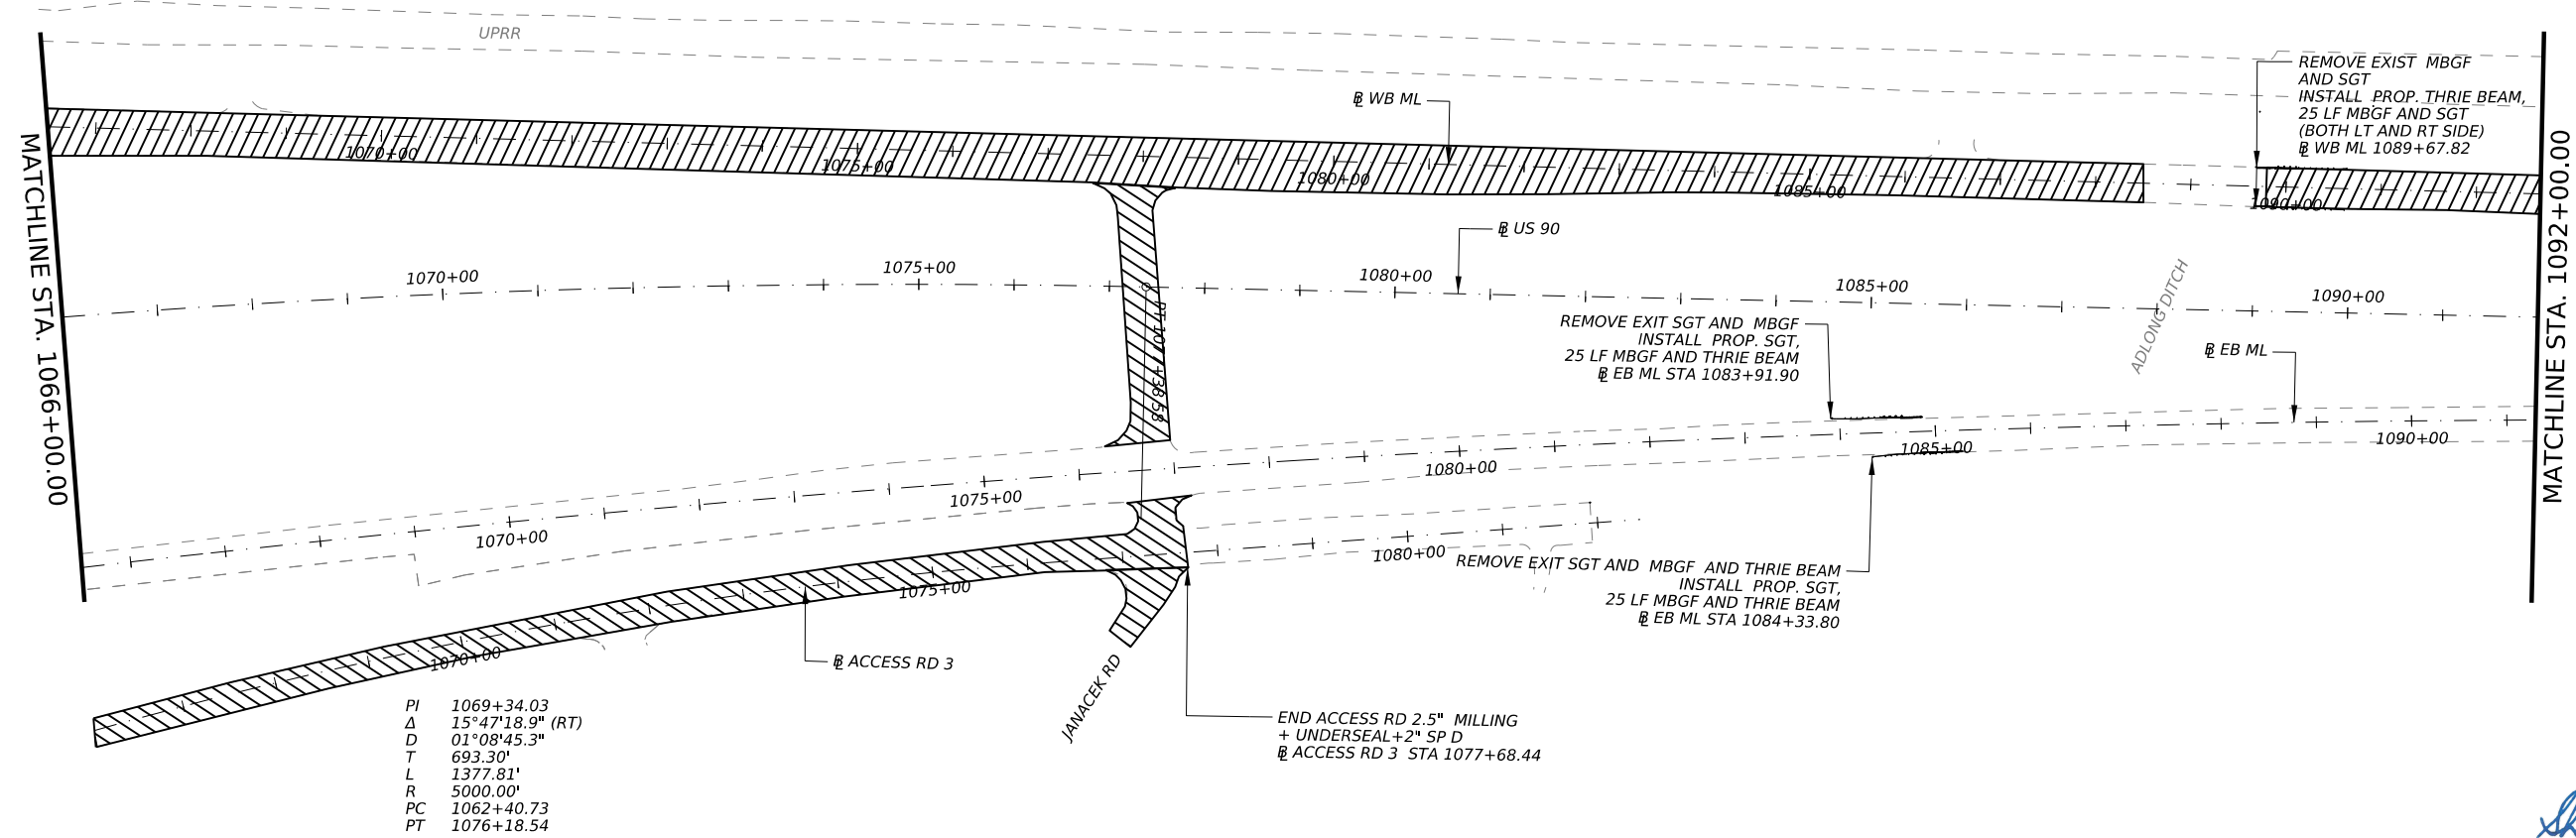 UPRR
REMOVE EXIST MBGF
AND SGT
INSTALL PROP. THRIE BEAM,
25 LF MBGF AND SGT
(BOTH LT AND RT SIDE)
℄ WB ML 1089+67.82
℄ WB ML
MATCHLINE STA. 1066+00.00
1070+00
1075+00
1080+00
1085+00
1090+00
MATCHLINE STA. 1092+00.00
℄ US 90
1070+00
1075+00
1080+00
1085+00
1090+00
PT 1077+38.58
ADLONG DITCH
REMOVE EXIT SGT AND MBGF
INSTALL PROP. SGT,
25 LF MBGF AND THRIE BEAM
℄ EB ML STA 1083+91.90
℄ EB ML
1070+00
1075+00
1080+00
1085+00
1090+00
1070+00
1075+00
1080+00
REMOVE EXIT SGT AND MBGF AND THRIE BEAM
INSTALL PROP. SGT,
25 LF MBGF AND THRIE BEAM
℄ EB ML STA 1084+33.80
℄ ACCESS RD 3
JANACEK RD
END ACCESS RD 2.5" MILLING
+ UNDERSEAL+2" SP D
℄ ACCESS RD 3 STA 1077+68.44
PI 1069+34.03
Δ 15°47'18.9" (RT)
D 01°08'45.3"
T 693.30'
L 1377.81'
R 5000.00'
PC 1062+40.73
PT 1076+18.54